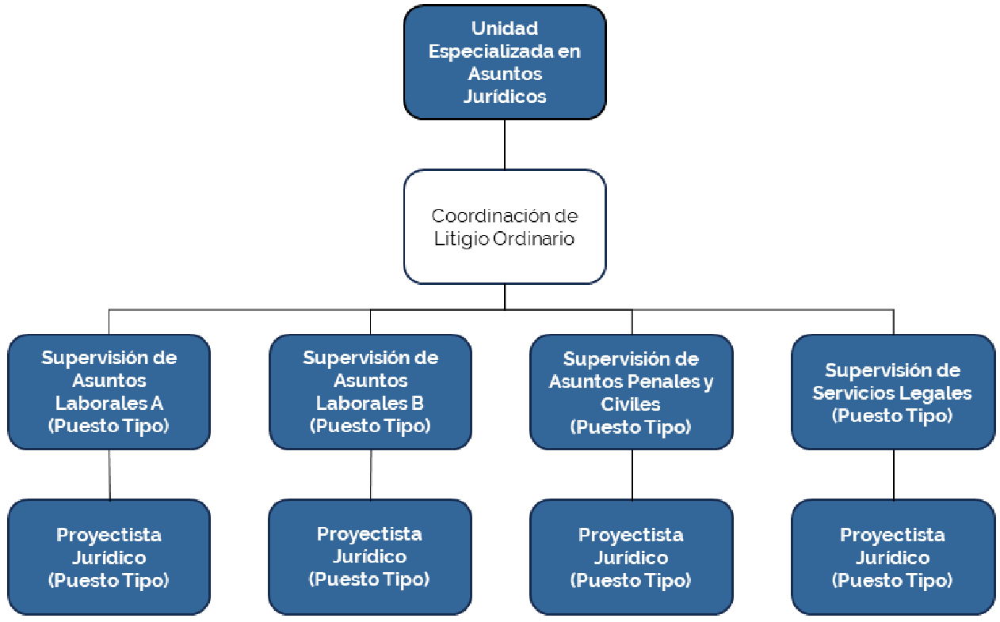 Unidad
Especializada en
Asuntos
Jurídicos
Coordinación de
Litigio Ordinario
Supervisión de
Asuntos
Laborales A
(Puesto Tipo)
Supervisión de
Asuntos
Laborales B
(Puesto Tipo)
Supervisión de
Asuntos Penales y
Civiles
(Puesto Tipo)
Supervisión de
Servicios Legales
(Puesto Tipo)
Proyectista
Jurídico
(Puesto Tipo)
Proyectista
Jurídico
(Puesto Tipo)
Proyectista
Jurídico
(Puesto Tipo)
Proyectista
Jurídico
(Puesto Tipo)